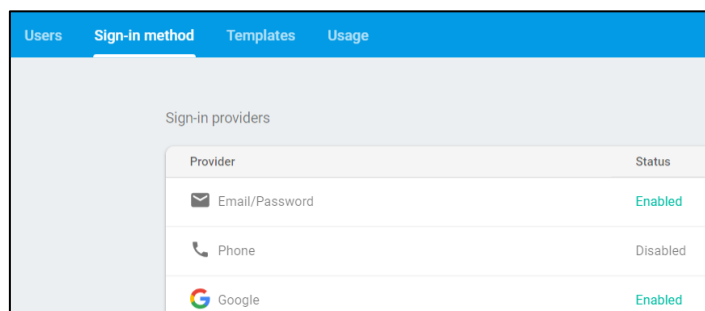 Users Sign-in method Templates Usage
Sign-in providers
Provider Status
Email/Password Enabled
Phone Disabled
Google Enabled